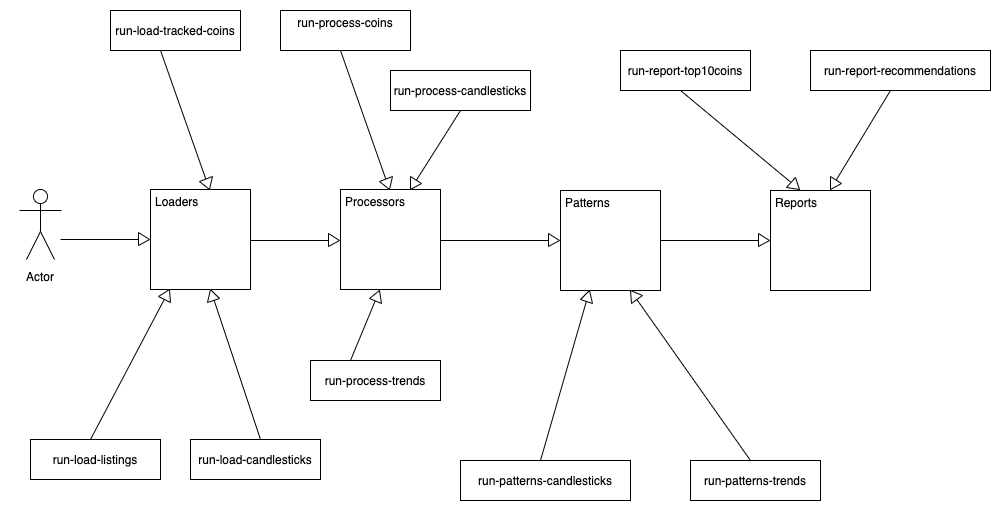 run-load-tracked-coins
run-process-coins
run-process-candlesticks
run-report-top10coins
run-report-recommendations
Loaders
Processors
Patterns
Reports
Actor
run-process-trends
run-load-listings
run-load-candlesticks
run-patterns-candlesticks
run-patterns-trends